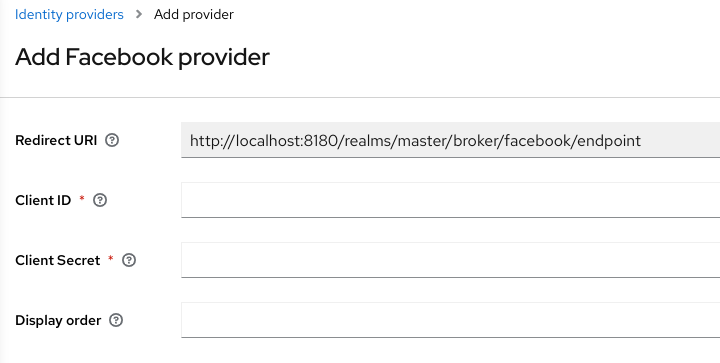 Identity providers > Add provider
Add Facebook provider
Redirect URI ? http://localhost:8180/realms/master/broker/facebook/endpoint
Client ID * ?
Client Secret * ?
Display order ?